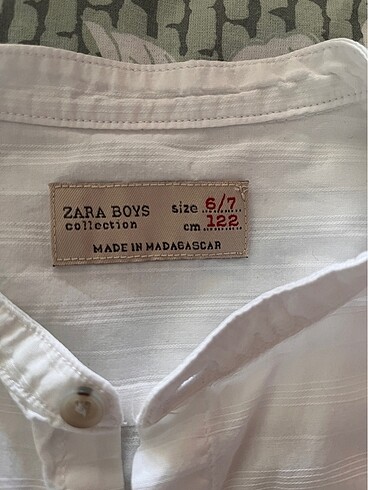 ZARA BOYS size 6/7
collection cm 122
MADE IN MADAGASCAR